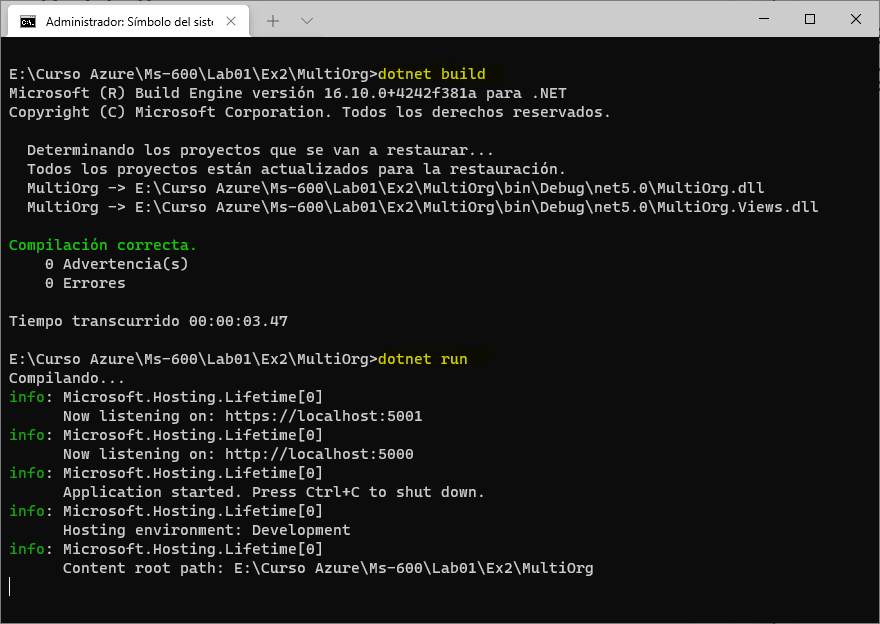 Administrador: Símbolo del siste
E:\Curso Azure\Ms-600\Lab01\Ex2\MultiOrg>dotnet build
Microsoft (R) Build Engine versión 16.10.0+4242f381a para .NET
Copyright (C) Microsoft Corporation. Todos los derechos reservados.
  Determinando los proyectos que se van a restaurar...
  Todos los proyectos están actualizados para la restauración.
  MultiOrg -> E:\Curso Azure\Ms-600\Lab01\Ex2\MultiOrg\bin\Debug\net5.0\MultiOrg.dll
  MultiOrg -> E:\Curso Azure\Ms-600\Lab01\Ex2\MultiOrg\bin\Debug\net5.0\MultiOrg.Views.dll
Compilación correcta.
    0 Advertencia(s)
    0 Errores
Tiempo transcurrido 00:00:03.47
E:\Curso Azure\Ms-600\Lab01\Ex2\MultiOrg>dotnet run
Compilando...
info: Microsoft.Hosting.Lifetime[0]
      Now listening on: https://localhost:5001
info: Microsoft.Hosting.Lifetime[0]
      Now listening on: http://localhost:5000
info: Microsoft.Hosting.Lifetime[0]
      Application started. Press Ctrl+C to shut down.
info: Microsoft.Hosting.Lifetime[0]
      Hosting environment: Development
info: Microsoft.Hosting.Lifetime[0]
      Content root path: E:\Curso Azure\Ms-600\Lab01\Ex2\MultiOrg